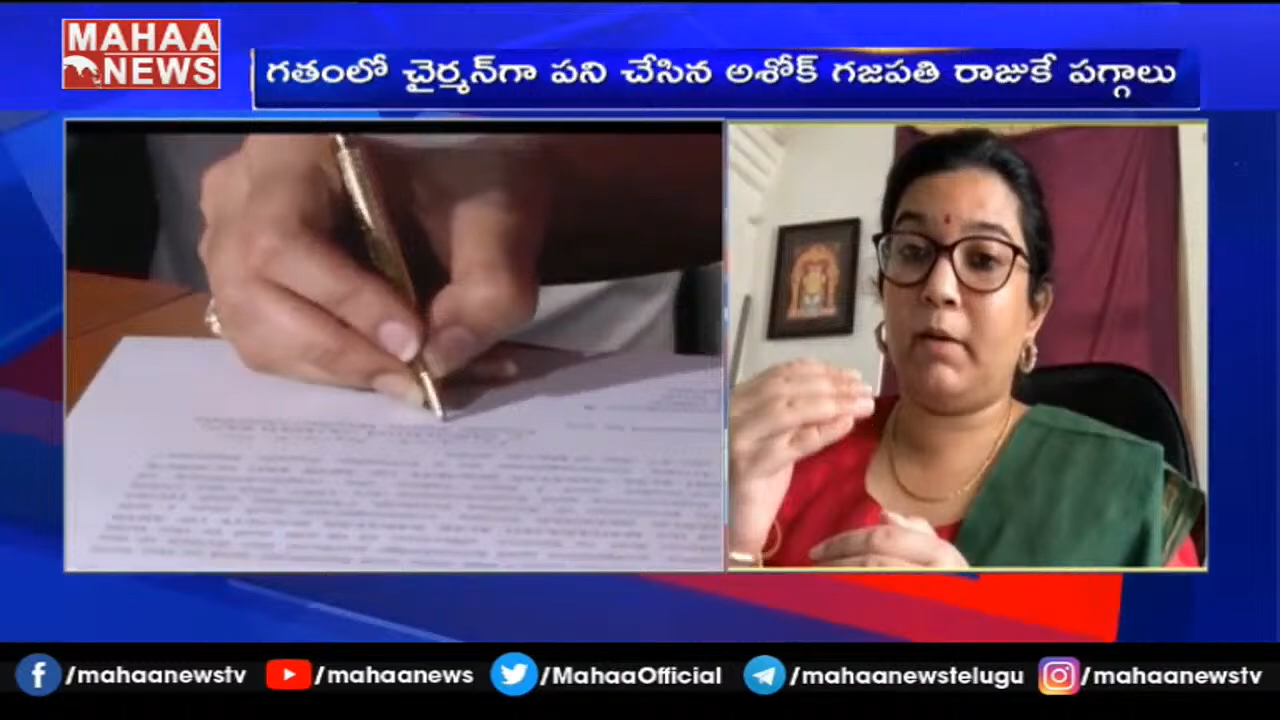 MAHAA
NEWS
గతంలో ఛైర్మన్‌గా పని చేసిన అశోక్ గజపతి రాజుకే పగ్గాలు
/mahaanewstv
/mahaanews
/MahaaOfficial
/mahaanewstelugu
/mahaanewstv